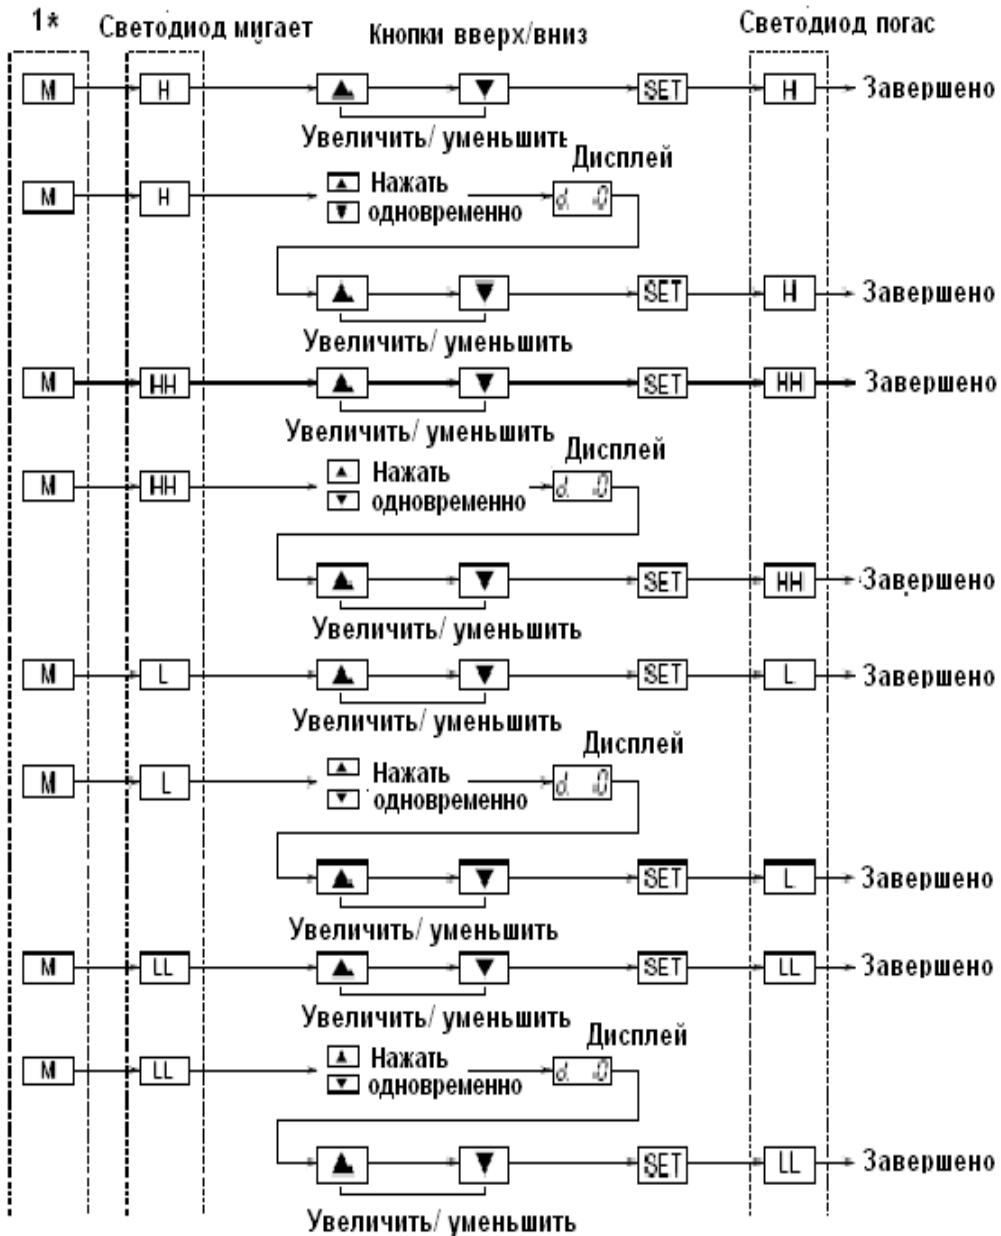 1* Светодиод мигает Кнопки вверх/вниз Светодиод погас
M H ▲ ▼ SET H Завершено
Увеличить/ уменьшить
Дисплей
M H ▲ Нажать d. .0
▼ одновременно
▲ ▼ SET H Завершено
Увеличить/ уменьшить
M HH ▲ ▼ SET HH Завершено
Увеличить/ уменьшить
Дисплей
M HH ▲ Нажать d. .0
▼ одновременно
▲ ▼ SET HH Завершено
Увеличить/ уменьшить
M L ▲ ▼ SET L Завершено
Увеличить/ уменьшить
Дисплей
M L ▲ Нажать d. .0
▼ одновременно
▲ ▼ SET L Завершено
Увеличить/ уменьшить
M LL ▲ ▼ SET LL Завершено
Увеличить/ уменьшить
Дисплей
M LL ▲ Нажать d. .0
▼ одновременно
▲ ▼ SET LL Завершено
Увеличить/ уменьшить